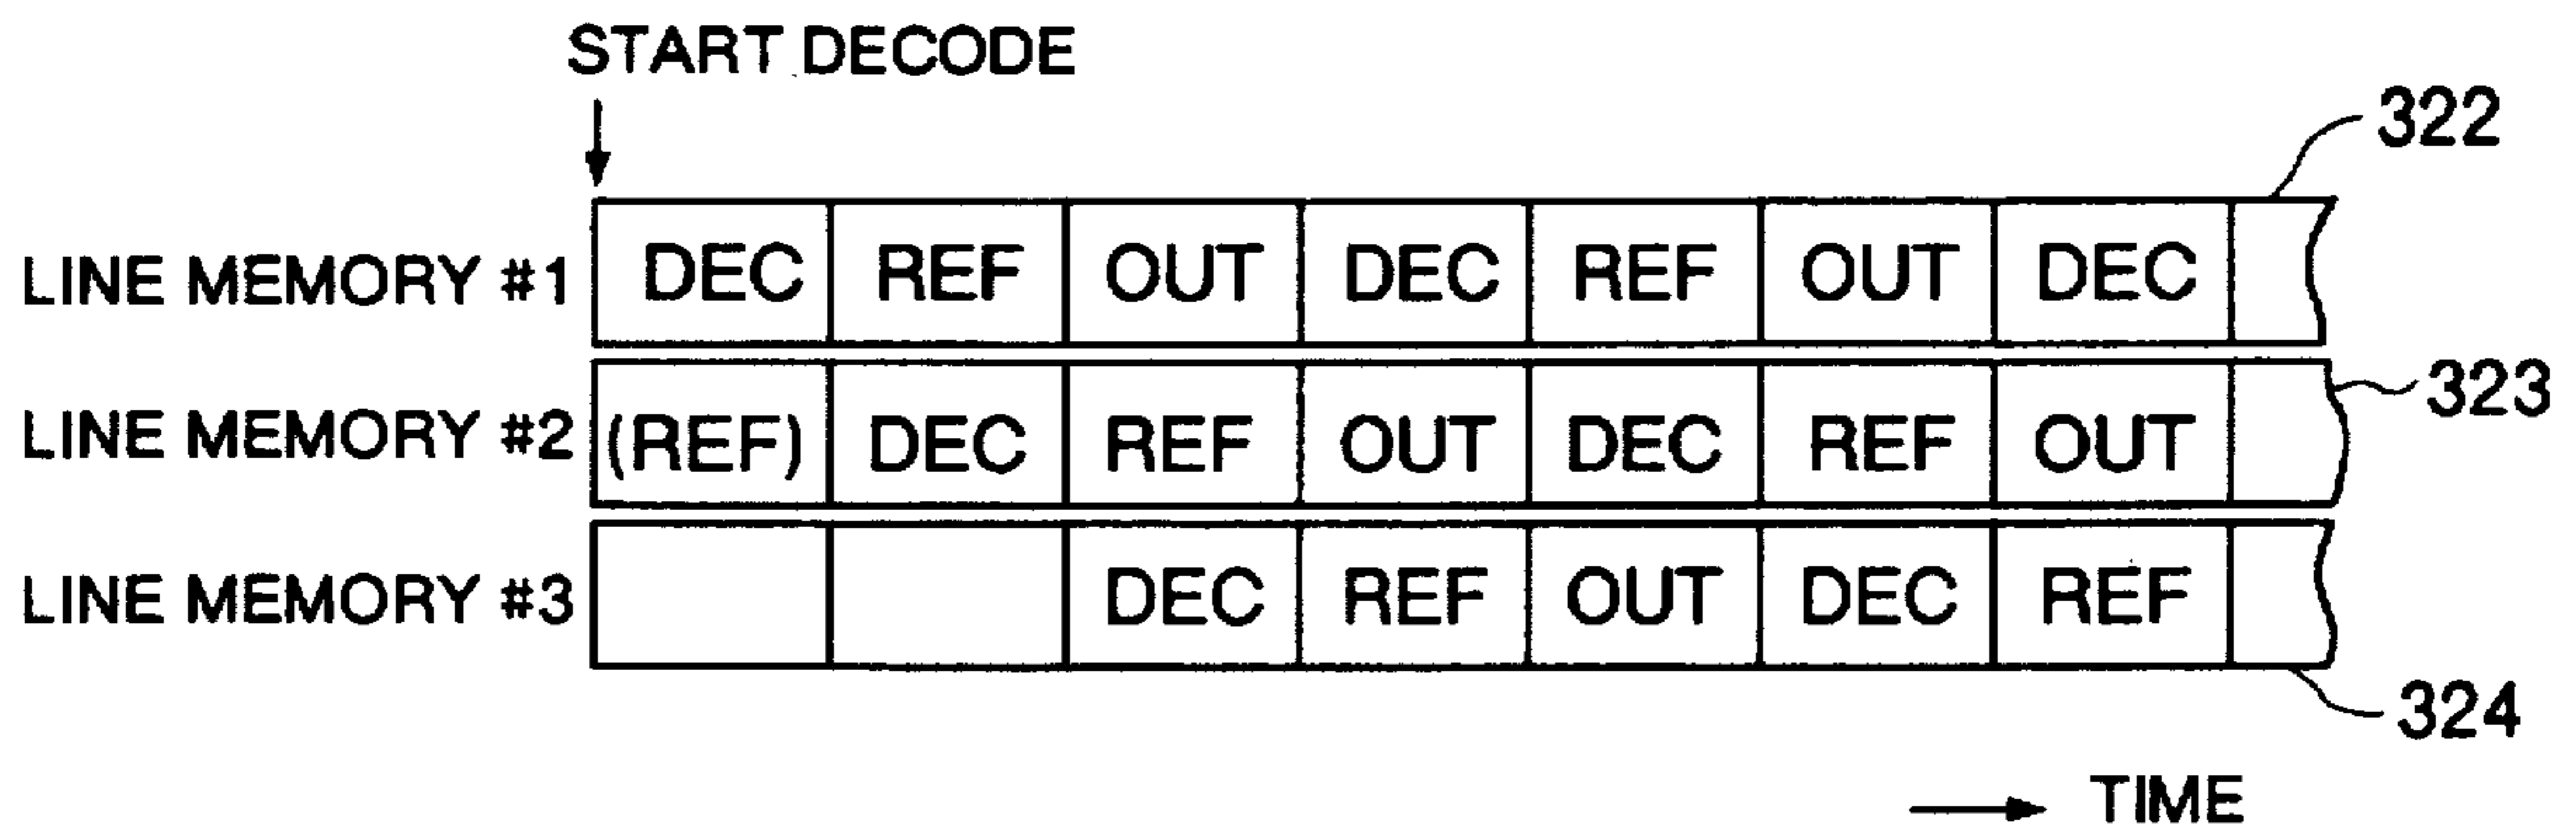 START DECODE
322
LINE MEMORY #1 DEC REF OUT DEC REF OUT DEC
323
LINE MEMORY #2 (REF) DEC REF OUT DEC REF OUT
LINE MEMORY #3 DEC REF OUT DEC REF
324
TIME